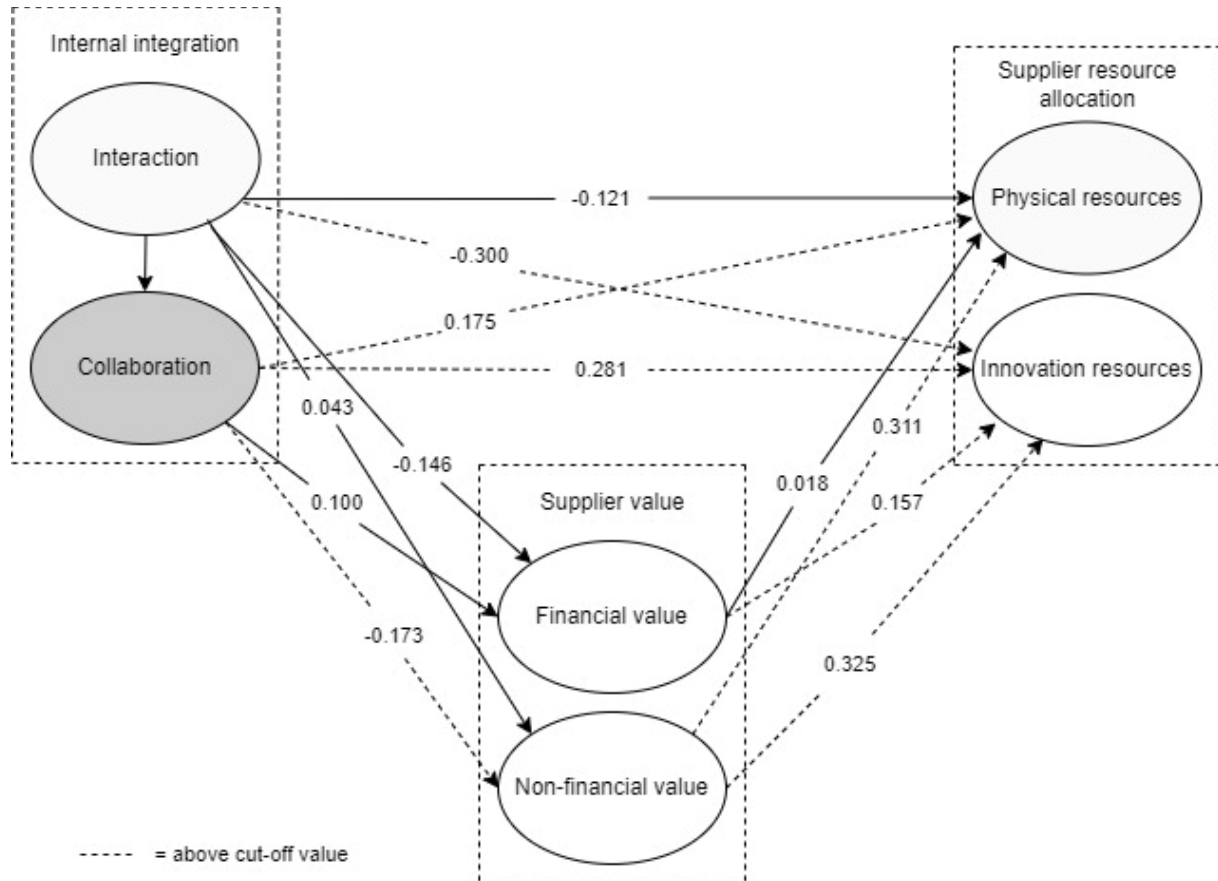 Internal integration
Supplier resource
allocation
Interaction
Physical resources
-0.121
-0.300
0.175
Collaboration
0.281
Innovation resources
0.043
0.311
-0.146
0.018
0.100
Supplier value
0.157
Financial value
-0.173
0.325
Non-financial value
= above cut-off value